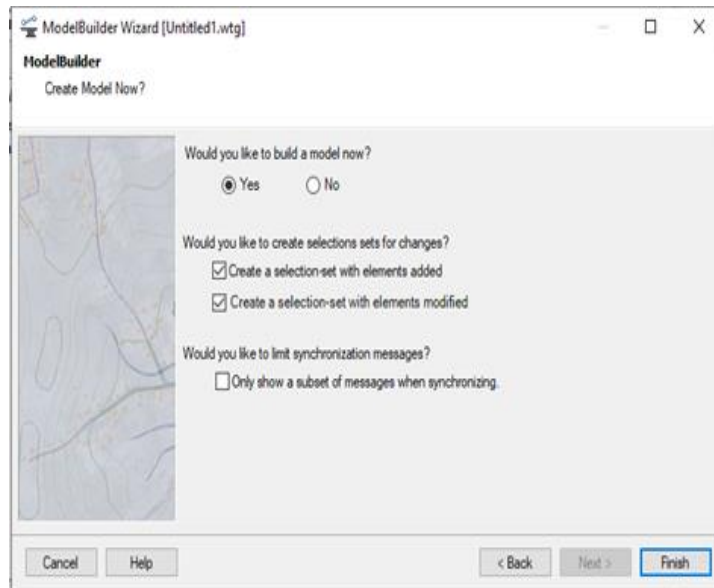 ModelBuilder Wizard [Untitled1.wtg]
ModelBuilder
Create Model Now?
Would you like to build a model now?
Yes No
Would you like to create selections sets for changes?
Create a selection-set with elements added
Create a selection-set with elements modified
Would you like to limit synchronization messages?
Only show a subset of messages when synchronizing.
Cancel Help < Back Next > Finish